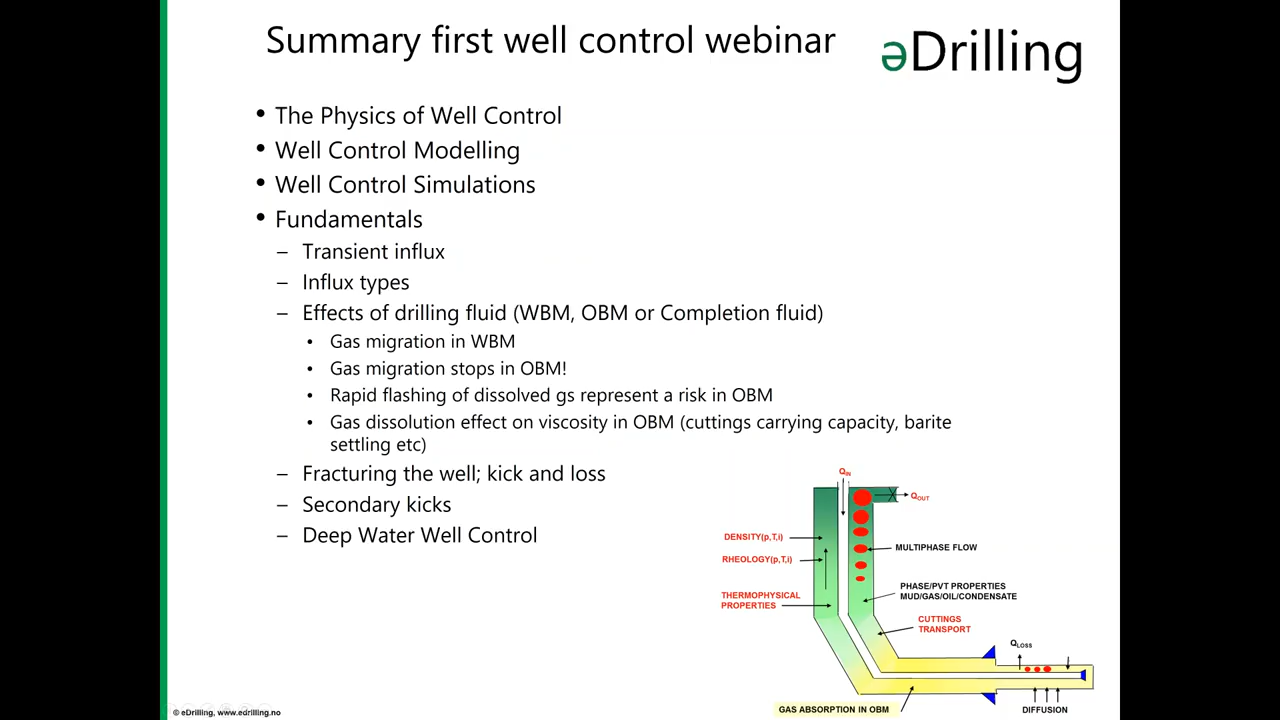 Summary first well control webinar
əDrilling
• The Physics of Well Control
• Well Control Modelling
• Well Control Simulations
• Fundamentals
– Transient influx
– Influx types
– Effects of drilling fluid (WBM, OBM or Completion fluid)
• Gas migration in WBM
• Gas migration stops in OBM!
• Rapid flashing of dissolved gs represent a risk in OBM
• Gas dissolution effect on viscosity in OBM (cuttings carrying capacity, barite
settling etc)
– Fracturing the well; kick and loss
– Secondary kicks
– Deep Water Well Control
QIN
QOUT
DENSITY(p,T,i)
MULTIPHASE FLOW
RHEOLOGY(p,T,i)
PHASE/PVT PROPERTIES
MUD/GAS/OIL/CONDENSATE
THERMOPHYSICAL
PROPERTIES
CUTTINGS
TRANSPORT
QLOSS
GAS ABSORPTION IN OBM
DIFFUSION
© eDrilling, www.edrilling.no